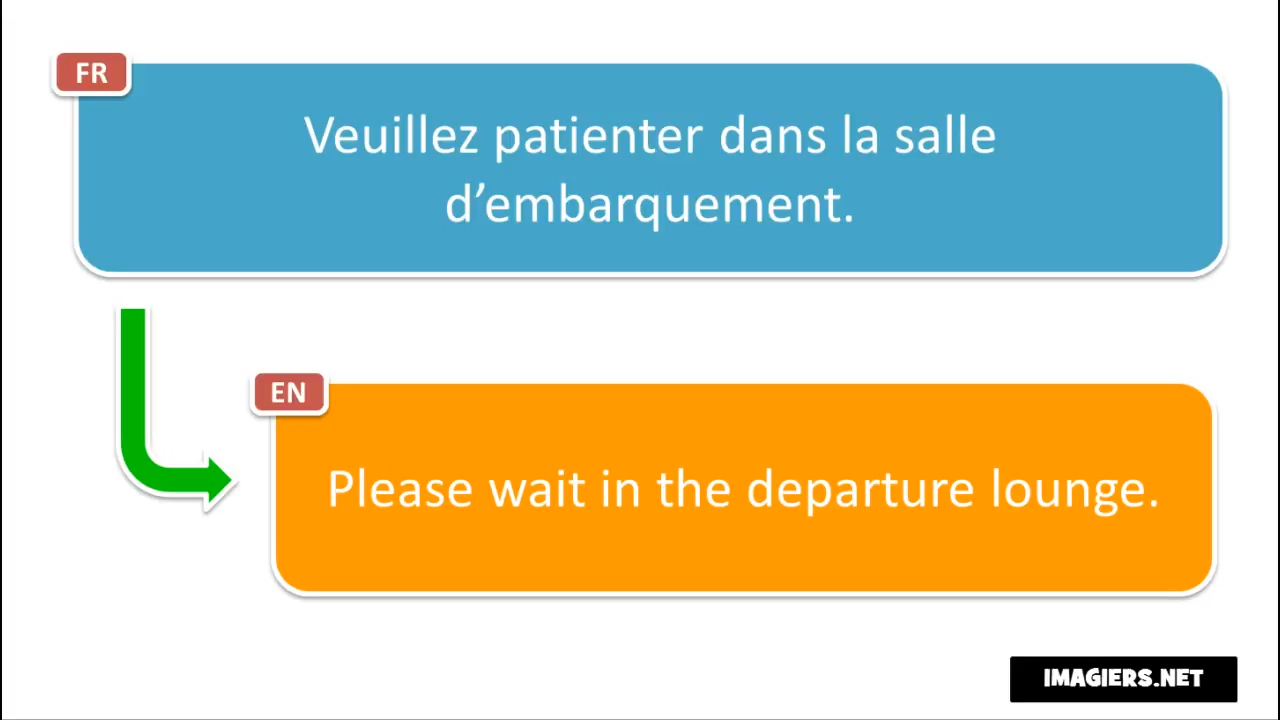 FR
Veuillez patienter dans la salle
d’embarquement.
EN
Please wait in the departure lounge.
IMAGIERS.NET